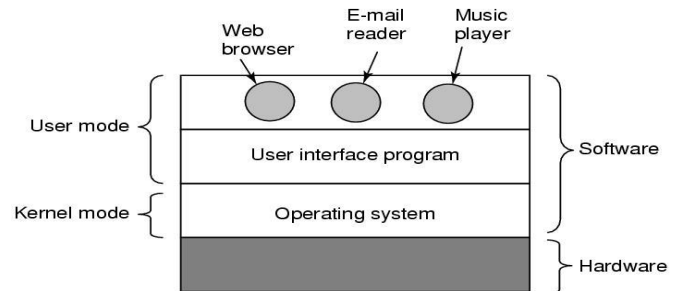 Web
browser
E-mail
reader
Music
player
User mode
User interface program
Software
Kernel mode
Operating system
Hardware